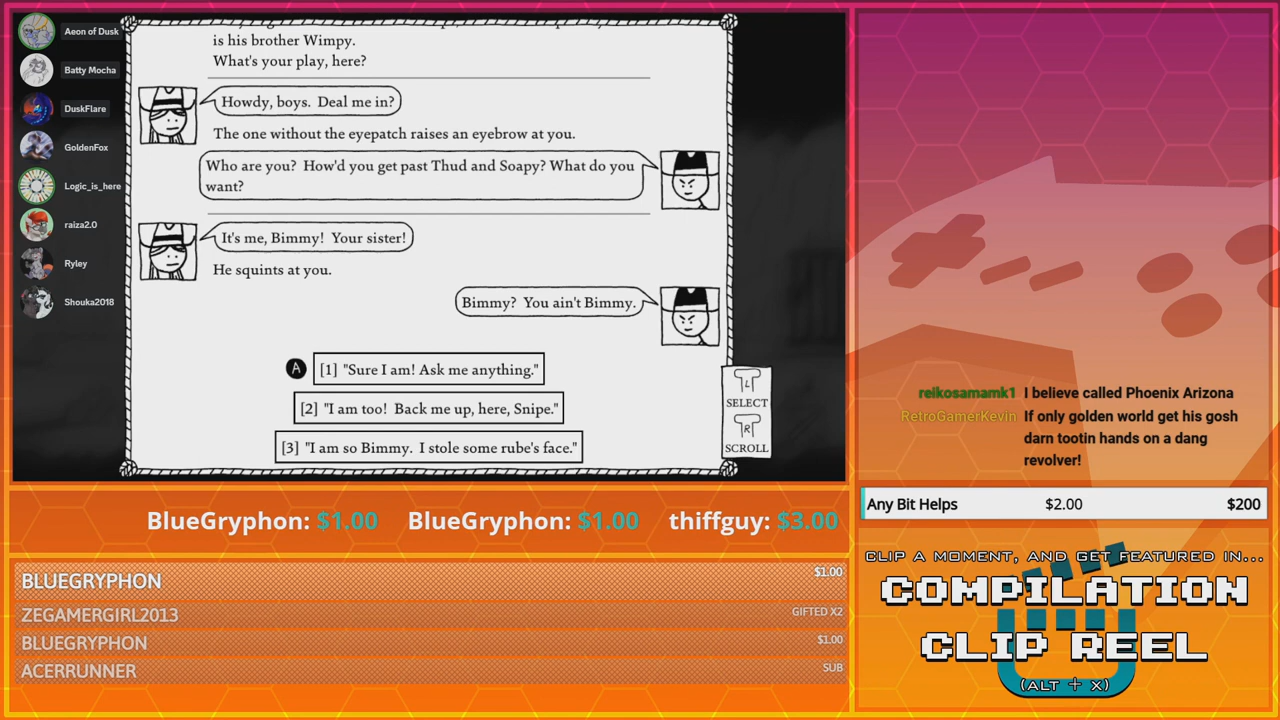 Aeon of Dusk
Batty Mocha
DuskFlare
GoldenFox
Logic_is_here
raiza2.0
Ryley
Shouka2018
is his brother Wimpy.
What's your play, here?
Howdy, boys. Deal me in?
The one without the eyepatch raises an eyebrow at you.
Who are you? How'd you get past Thud and Soapy? What do you
want?
It's me, Bimmy! Your sister!
He squints at you.
Bimmy? You ain't Bimmy.
A [1] "Sure I am! Ask me anything."
[2] "I am too! Back me up, here, Snipe."
[3] "I am so Bimmy. I stole some rube's face."
L
SELECT
R
SCROLL
reikosamamk1 I believe called Phoenix Arizona
RetroGamerKevin If only golden world get his gosh
darn tootin hands on a dang
revolver!
Any Bit Helps $2.00 $200
BlueGryphon: $1.00 BlueGryphon: $1.00 thiffguy: $3.00
BLUEGRYPHON $1.00
ZEGAMERGIRL2013 GIFTED X2
BLUEGRYPHON $1.00
ACERRUNNER SUB
CLIP A MOMENT, AND GET FEATURED IN...
COMPILATION
CLIP REEL
(ALT + X)